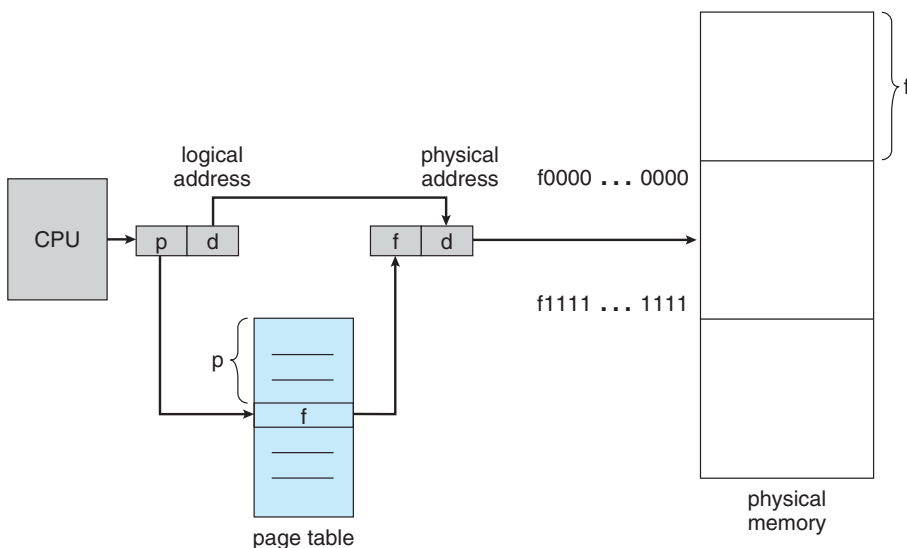 f
logical
address
physical
address
f0000 ... 0000
CPU
p d
f d
f1111 ... 1111
p
f
page table
physical
memory